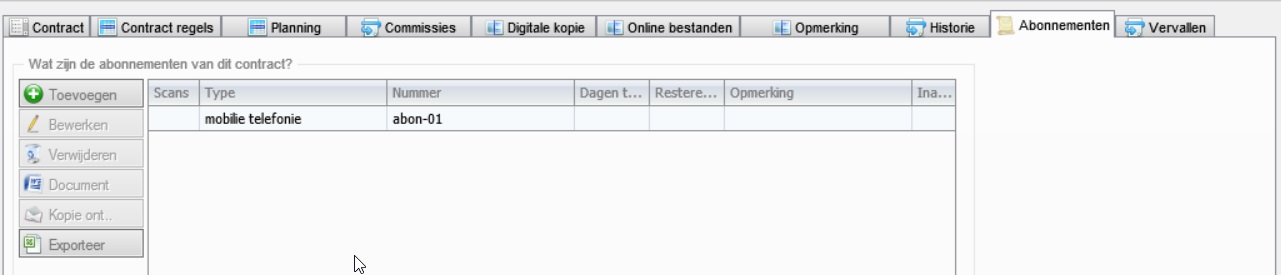 Contract Contract regels Planning Commissies Digitale kopie Online bestanden Opmerking Historie Abonnementen Vervallen
Wat zijn de abonnementen van dit contract?
Toevoegen
Bewerken
Verwijderen
Document
Kopie ont..
Exporteer
Scans Type Nummer Dagen t... Restere... Opmerking Ina...
mobilie telefonie abon-01